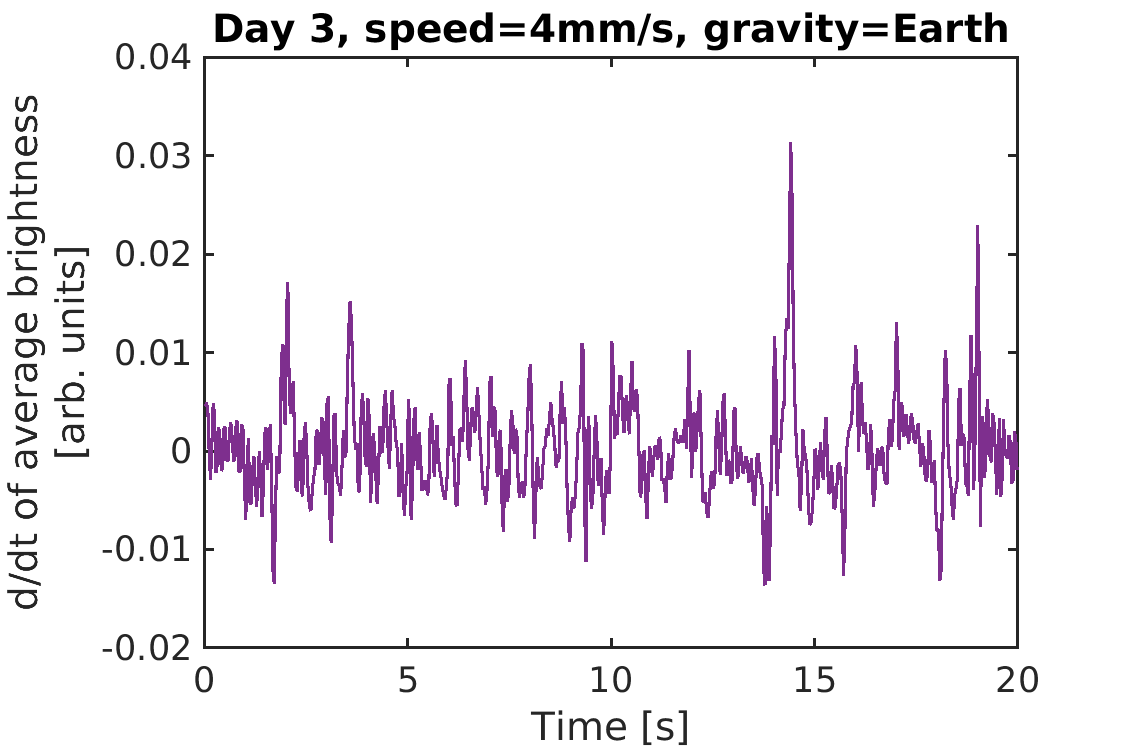 Day 3, speed=4mm/s, gravity=Earth
d/dt of average brightness
[arb. units]
0.04
0.03
0.02
0.01
0
-0.01
-0.02
0 5 10 15 20
Time [s]